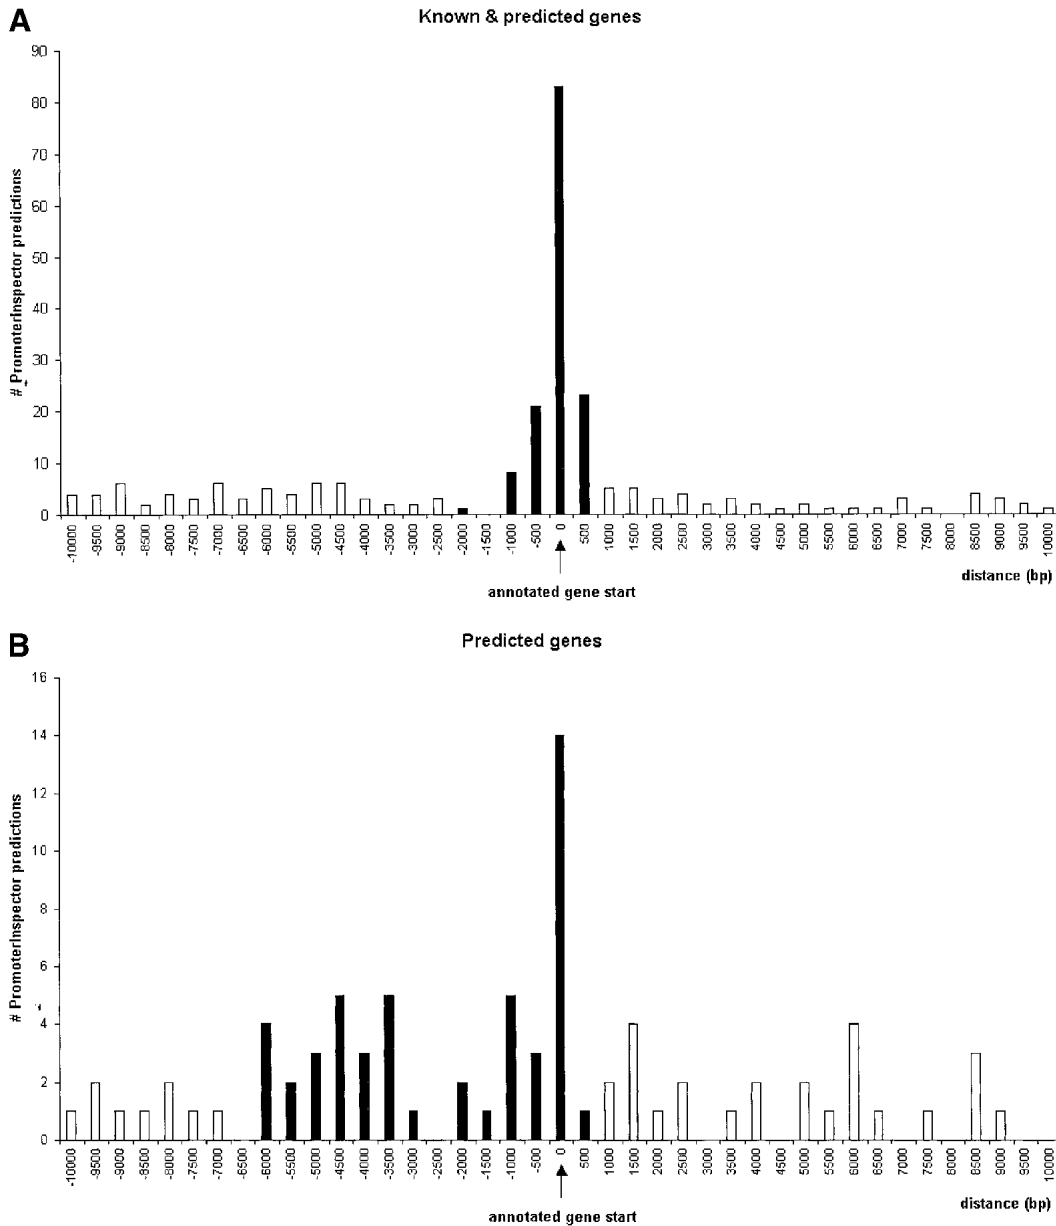 A
Known & predicted genes
90
80
70
60
50
40
30
20
10
0
# PromoterInspector predictions
-10000 -9500 -9000 -8500 -8000 -7500 -7000 -6500 -6000 -5500 -5000 -4500 -4000 -3500 -3000 -2500 -2000 -1500 -1000 -500 0 500 1000 1500 2000 2500 3000 3500 4000 4500 5000 5500 6000 6500 7000 7500 8000 8500 9000 9500 10000
distance (bp)
annotated gene start
B
Predicted genes
16
14
12
10
8
6
4
2
0
# PromoterInspector predictions
-10000 -9500 -9000 -8500 -8000 -7500 -7000 -6500 -6000 -5500 -5000 -4500 -4000 -3500 -3000 -2500 -2000 -1500 -1000 -500 0 500 1000 1500 2000 2500 3000 3500 4000 4500 5000 5500 6000 6500 7000 7500 8000 8500 9000 9500 10000
distance (bp)
annotated gene start